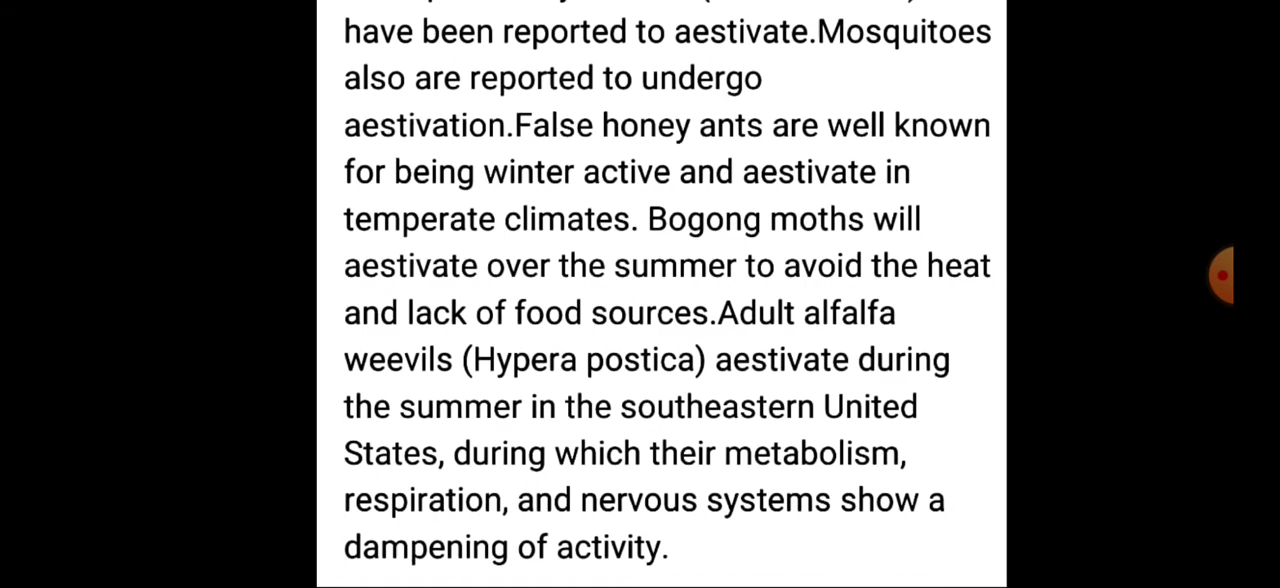 have been reported to aestivate.Mosquitoes
also are reported to undergo
aestivation.False honey ants are well known
for being winter active and aestivate in
temperate climates. Bogong moths will
aestivate over the summer to avoid the heat
and lack of food sources.Adult alfalfa
weevils (Hypera postica) aestivate during
the summer in the southeastern United
States, during which their metabolism,
respiration, and nervous systems show a
dampening of activity.